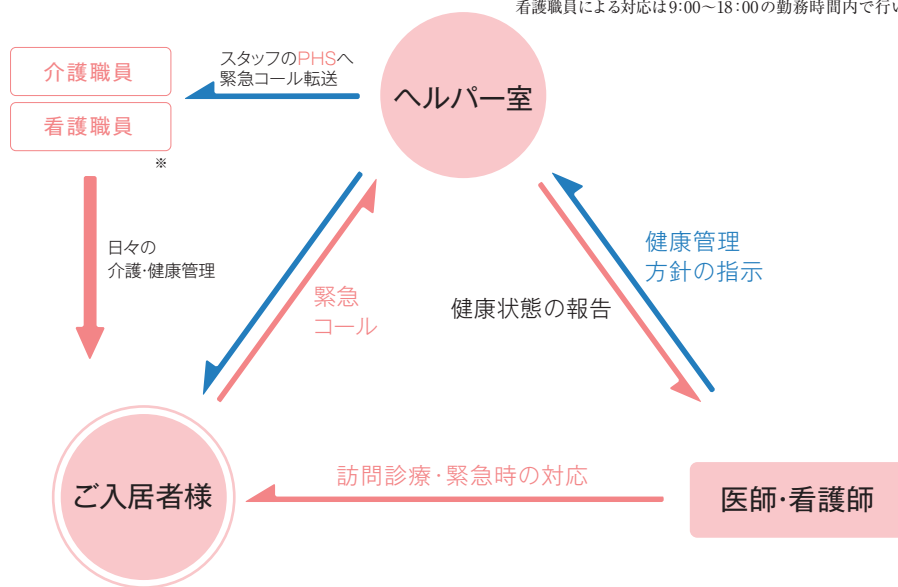 看護職員による対応は9:00〜18:00の勤務時間内で行い
介護職員
看護職員
※
スタッフのPHSへ
緊急コール転送
ヘルパー室
日々の
介護・健康管理
緊急
コール
健康状態の報告
健康管理
方針の指示
訪問診療・緊急時の対応
ご入居者様
医師・看護師